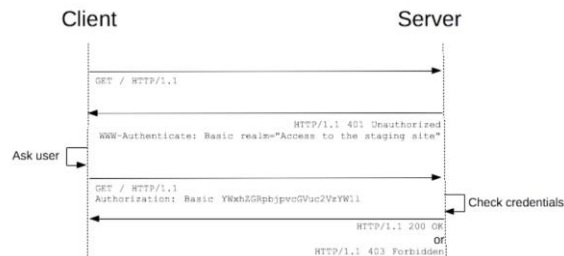 Client
Server
GET / HTTP/1.1
HTTP/1.1 401 Unauthorized
WWW-Authenticate: Basic realm="Access to the staging site"
Ask user
GET / HTTP/1.1
Authorization: Basic YWxhZGRpbjpvcGVuc2VzYW1l
Check credentials
HTTP/1.1 200 OK
or
HTTP/1.1 403 Forbidden